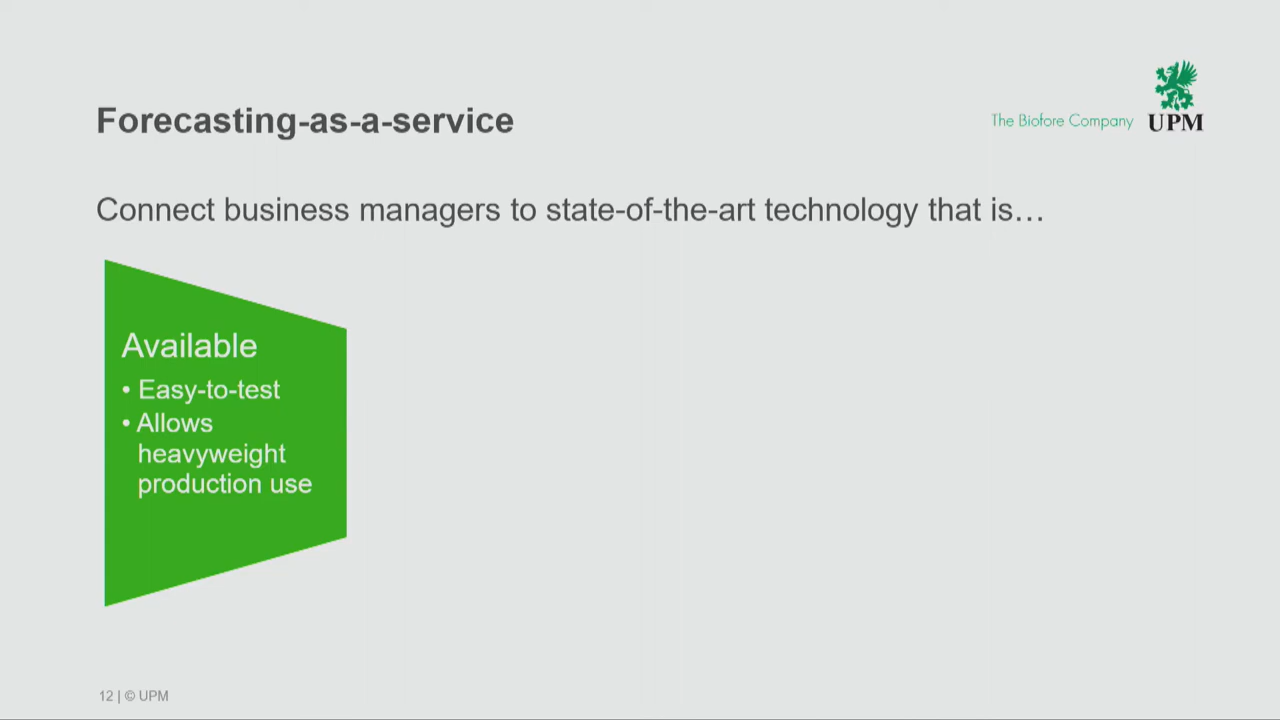 Forecasting-as-a-service
The Biofore Company
UPM
Connect business managers to state-of-the-art technology that is…
Available
• Easy-to-test
• Allows
heavyweight
production use
12 | © UPM